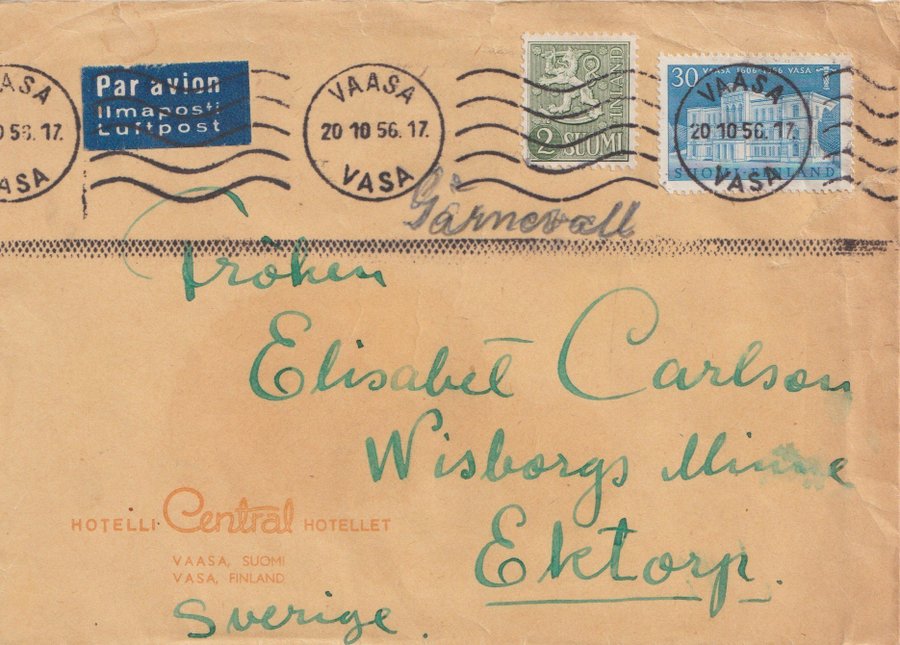 VAASA
20 10 56. 17.
VASA
Par avion
Ilmaposti
Luftpost
VAASA
20 10 56. 17.
VASA
FINLAND
2 SUOMI
30 VAASA 1606-1956 VASA
SUOMI-FINLAND
VAASA
20 10 56. 17.
VASA
Fröken
Elisabet Carlson
Wisborgs Minne
Ektorp.
Sverige.
HOTELLI Central HOTELLET
VAASA, SUOMI
VASA, FINLAND